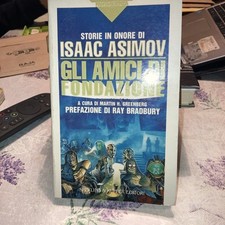 STORIE IN ONORE DI
ISAAC ASIMOV
GLI AMICI DI
FONDAZIONE
A CURA DI MARTIN H. GREENBERG
PREFAZIONE DI RAY BRADBURY